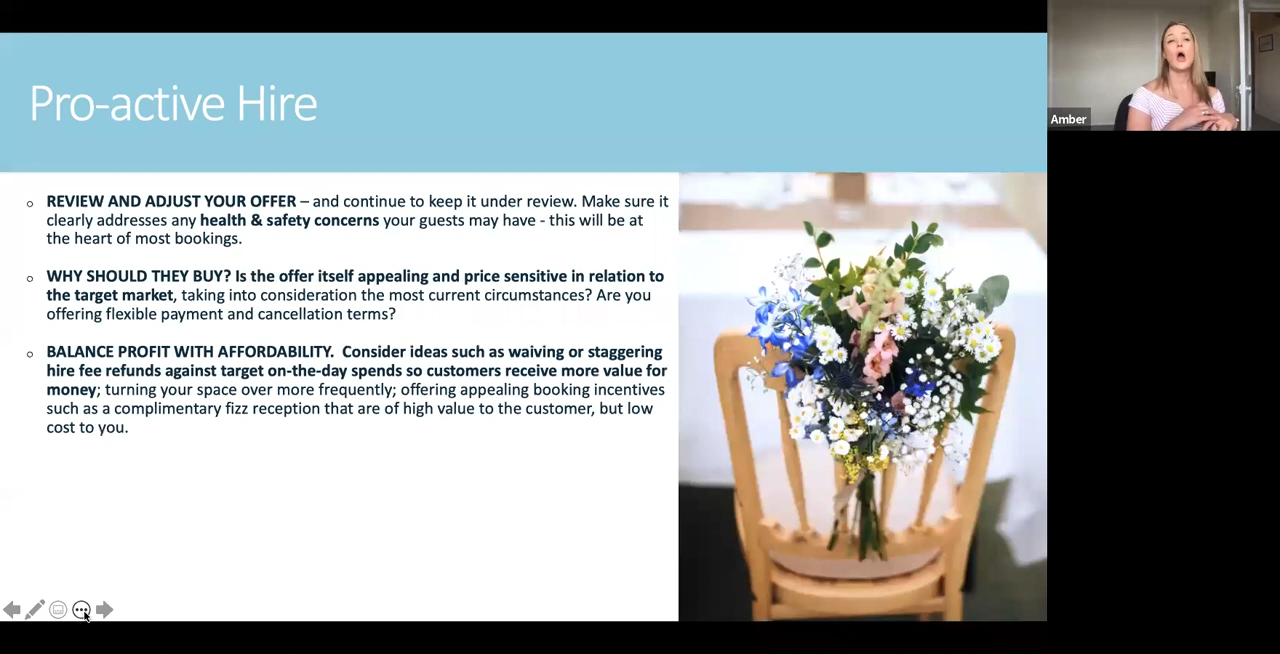 Pro-active Hire
REVIEW AND ADJUST YOUR OFFER – and continue to keep it under review. Make sure it
clearly addresses any health & safety concerns your guests may have - this will be at
the heart of most bookings.
WHY SHOULD THEY BUY? Is the offer itself appealing and price sensitive in relation to
the target market, taking into consideration the most current circumstances? Are you
offering flexible payment and cancellation terms?
BALANCE PROFIT WITH AFFORDABILITY.  Consider ideas such as waiving or staggering
hire fee refunds against target on-the-day spends so customers receive more value for
money; turning your space over more frequently; offering appealing booking incentives
such as a complimentary fizz reception that are of high value to the customer, but low
cost to you.
Amber